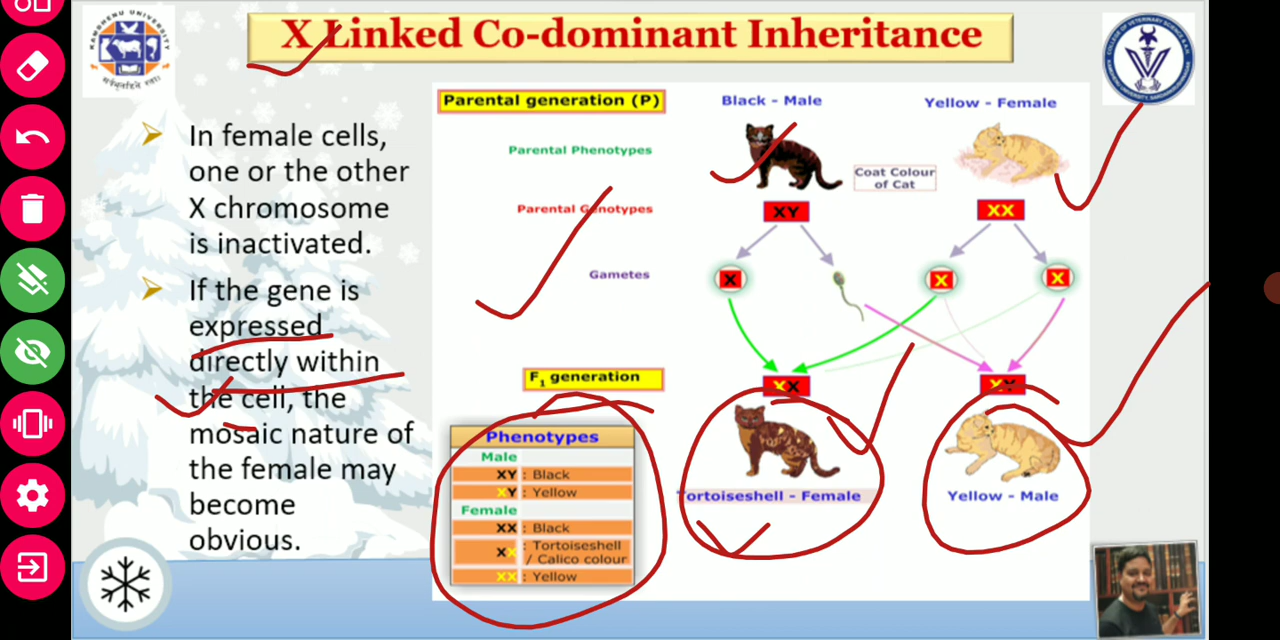 X Linked Co-dominant Inheritance
KAMDHENU UNIVERSITY
In female cells,
one or the other
X chromosome
is inactivated.
If the gene is
expressed
directly within
the cell, the
mosaic nature of
the female may
become
obvious.
Parental generation (P)
Black - Male
Yellow - Female
Parental Phenotypes
Coat Colour
of Cat
Parental Genotypes
XY
XX
Gametes
X
X
X
F1 generation
XX
XY
Tortoiseshell - Female
Yellow - Male
Phenotypes
Male
XY : Black
XY : Yellow
Female
XX : Black
XX : Tortoiseshell
/ Calico colour
XX : Yellow